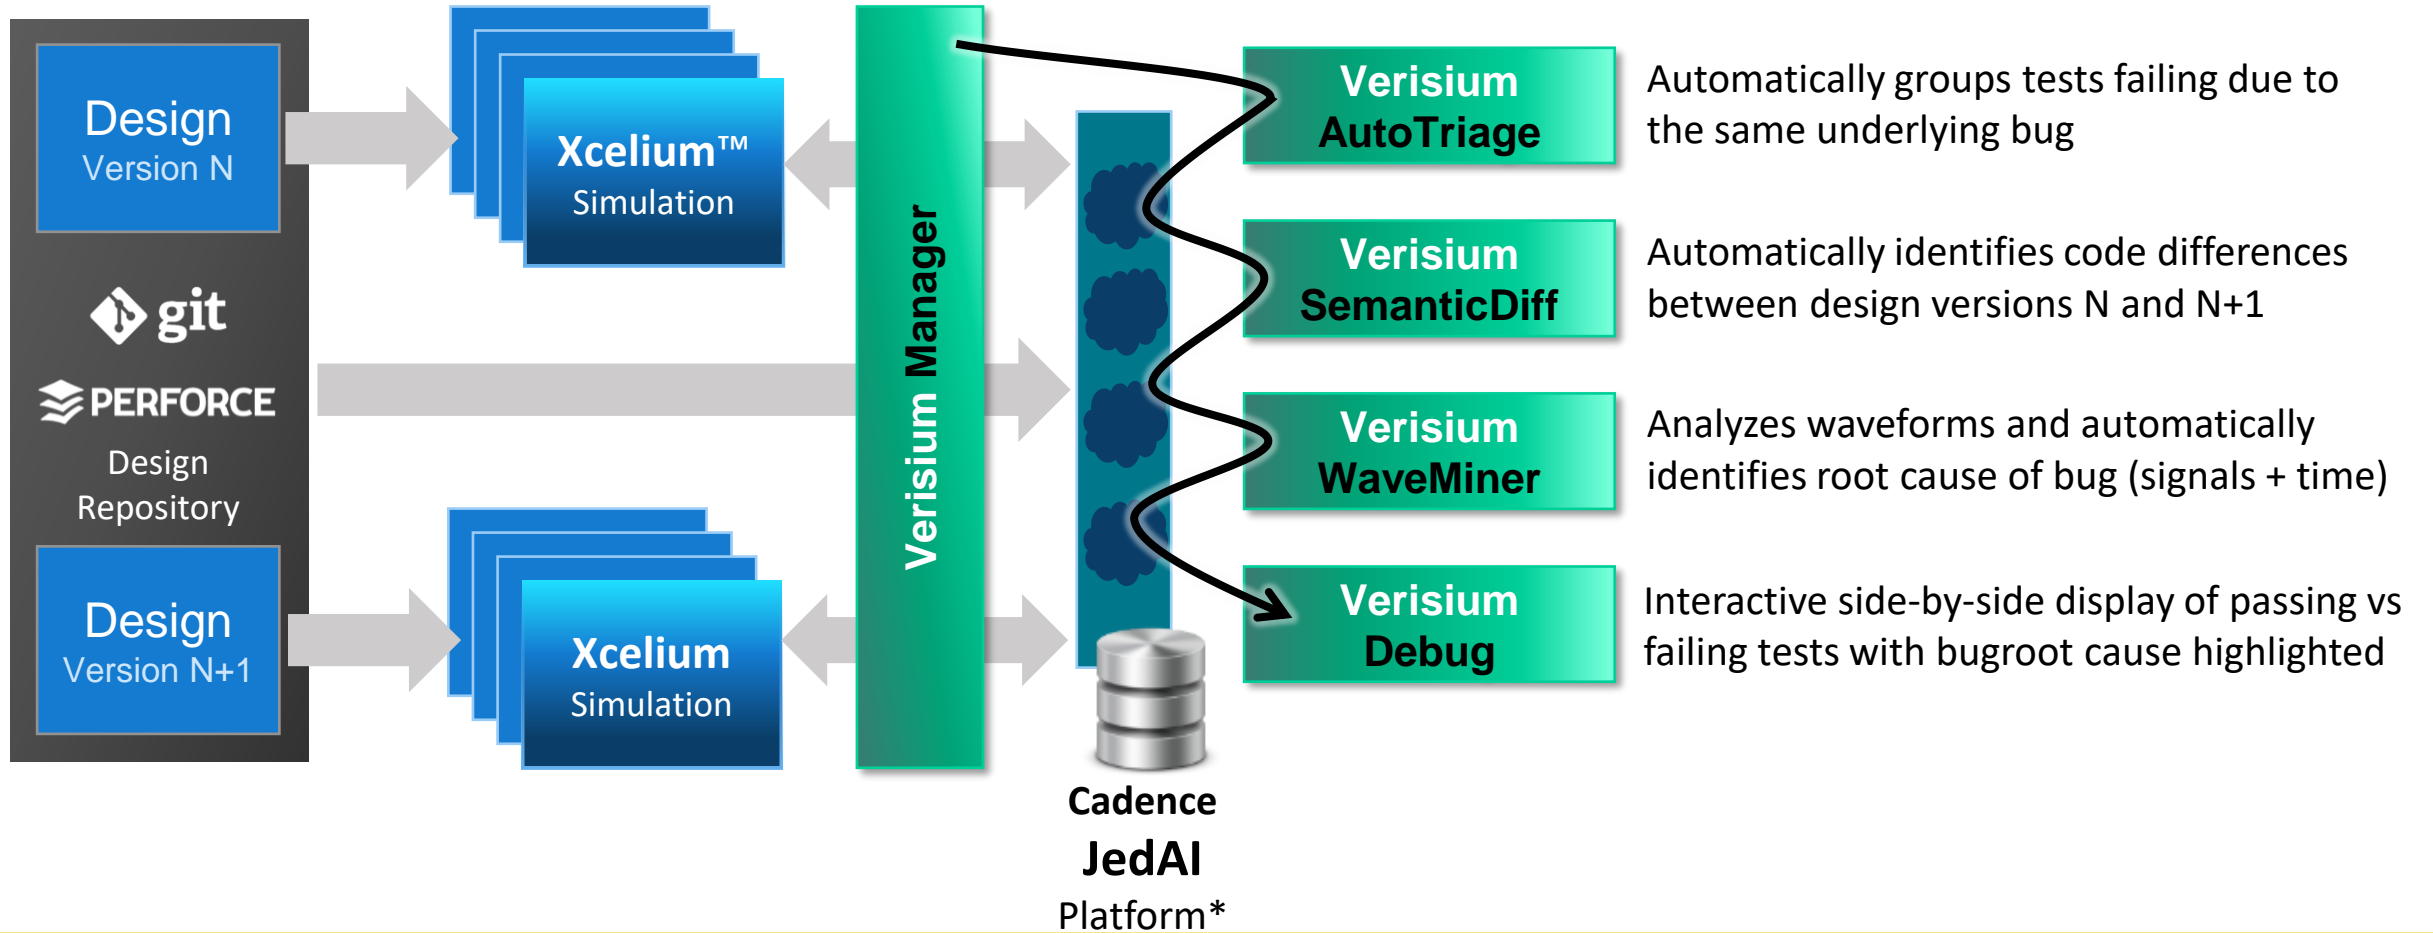 Design
Version N
git
PERFORCE
Design
Repository
Design
Version N+1
Xcelium™
Simulation
Xcelium
Simulation
Verisium Manager
Cadence
JedAI
Platform*
Verisium
AutoTriage
Automatically groups tests failing due to
the same underlying bug
Verisium
SemanticDiff
Automatically identifies code differences
between design versions N and N+1
Verisium
WaveMiner
Analyzes waveforms and automatically
identifies root cause of bug (signals + time)
Verisium
Debug
Interactive side-by-side display of passing vs
failing tests with bugroot cause highlighted